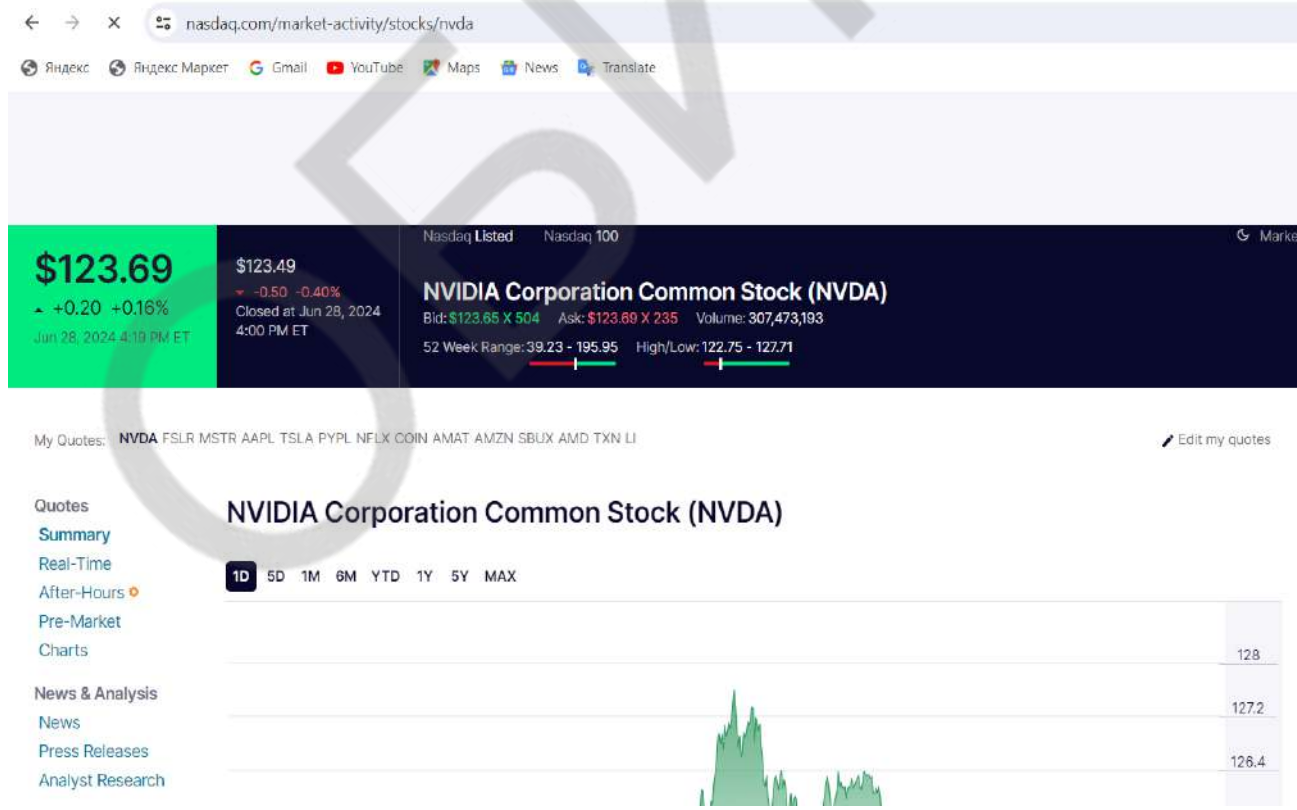 nasdaq.com/market-activity/stocks/nvda
Яндекс Яндекс Маркет Gmail YouTube Maps News Translate
Nasdaq Listed Nasdaq 100
$123.69
+0.20 +0.16%
Jun 28, 2024 4:19 PM ET
$123.49
-0.50 -0.40%
Closed at Jun 28, 2024
4:00 PM ET
NVIDIA Corporation Common Stock (NVDA)
Bid: $123.65 X 504 Ask: $123.69 X 235 Volume: 307,473,193
52 Week Range: 39.23 - 195.95 High/Low: 122.75 - 127.71
Marke
My Quotes: NVDA FSLR MSTR AAPL TSLA PYPL NFLX COIN AMAT AMZN SBUX AMD TXN LI
Edit my quotes
Quotes
Summary
Real-Time
After-Hours
Pre-Market
Charts
News & Analysis
News
Press Releases
Analyst Research
NVIDIA Corporation Common Stock (NVDA)
1D 5D 1M 6M YTD 1Y 5Y MAX
128
127.2
126.4